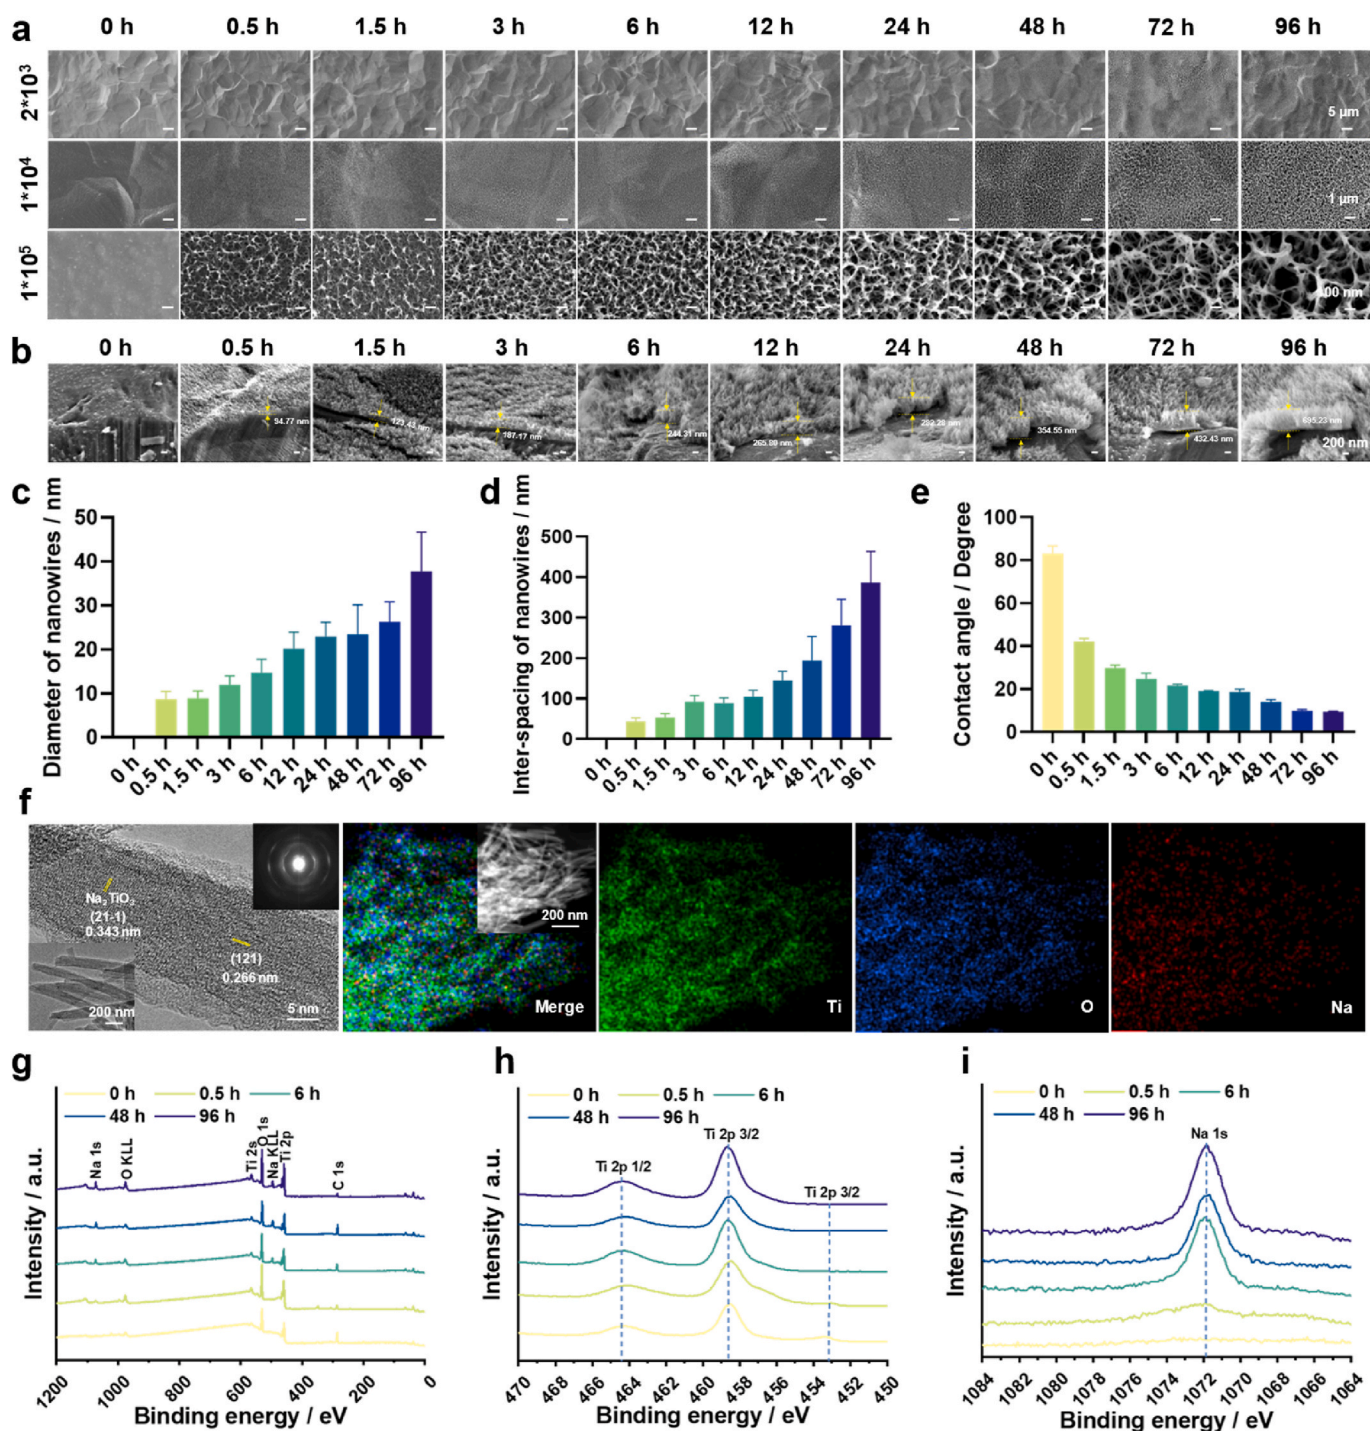 a 0 h 0.5 h 1.5 h 3 h 6 h 12 h 24 h 48 h 72 h 96 h
2*10³
5 μm
1*10⁴
1 μm
1*10⁵
00 nm
b 0 h 0.5 h 1.5 h 3 h 6 h 12 h 24 h 48 h 72 h 96 h
94.77 nm
123.43 nm
187.17 nm
244.31 nm
265.89 nm
292.28 nm
354.55 nm
432.43 nm
695.23 nm
200 nm
c
Diameter of nanowires / nm
50
40
30
20
10
0
0 h 0.5 h 1.5 h 3 h 6 h 12 h 24 h 48 h 72 h 96 h
d
Inter-spacing of nanowires / nm
500
400
300
200
100
0
0 h 0.5 h 1.5 h 3 h 6 h 12 h 24 h 48 h 72 h 96 h
e
Contact angle / Degree
100
80
60
40
20
0
0 h 0.5 h 1.5 h 3 h 6 h 12 h 24 h 48 h 72 h 96 h
f
Na₂TiO₃
(21-1)
0.343 nm
(121)
0.266 nm
200 nm
5 nm
200 nm
Merge
Ti
O
Na
g
0 h 0.5 h 6 h
48 h 96 h
Na 1s
O KLL
Ti 2s
O 1s
Na KLL
Ti 2p
C 1s
Intensity / a.u.
1200 1000 800 600 400 200 0
Binding energy / eV
h
0 h 0.5 h 6 h
48 h 96 h
Ti 2p 3/2
Ti 2p 1/2
Ti 2p 3/2
Intensity / a.u.
470 468 466 464 462 460 458 456 454 452 450
Binding energy / eV
i
0 h 0.5 h 6 h
48 h 96 h
Na 1s
Intensity / a.u.
1084 1082 1080 1078 1076 1074 1072 1070 1068 1066 1064
Binding energy / eV